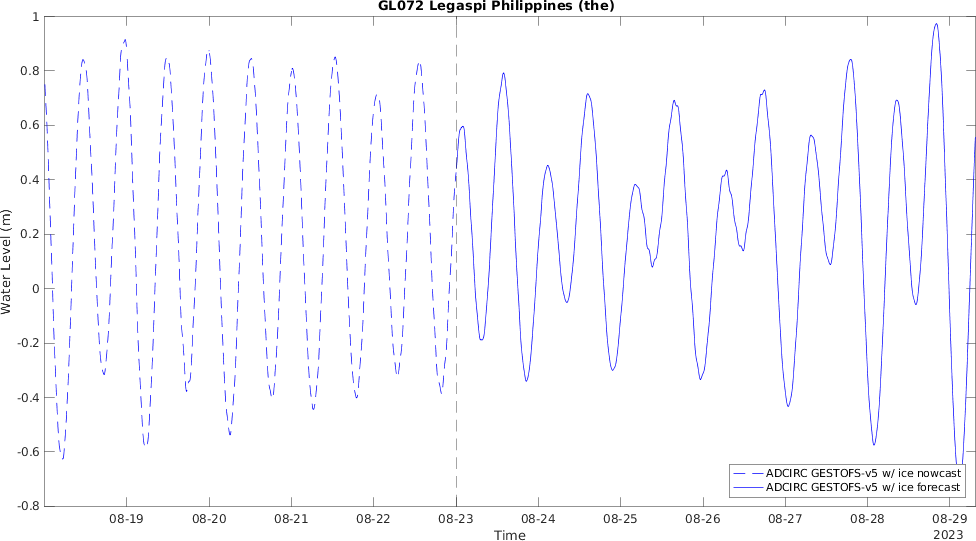 GL072 Legaspi Philippines (the)
1
0.8
0.6
0.4
0.2
0
-0.2
-0.4
-0.6
-0.8
Water Level (m)
ADCIRC GESTOFS-v5 w/ ice nowcast
ADCIRC GESTOFS-v5 w/ ice forecast
08-19 08-20 08-21 08-22 08-23 08-24 08-25 08-26 08-27 08-28 08-29
Time 2023